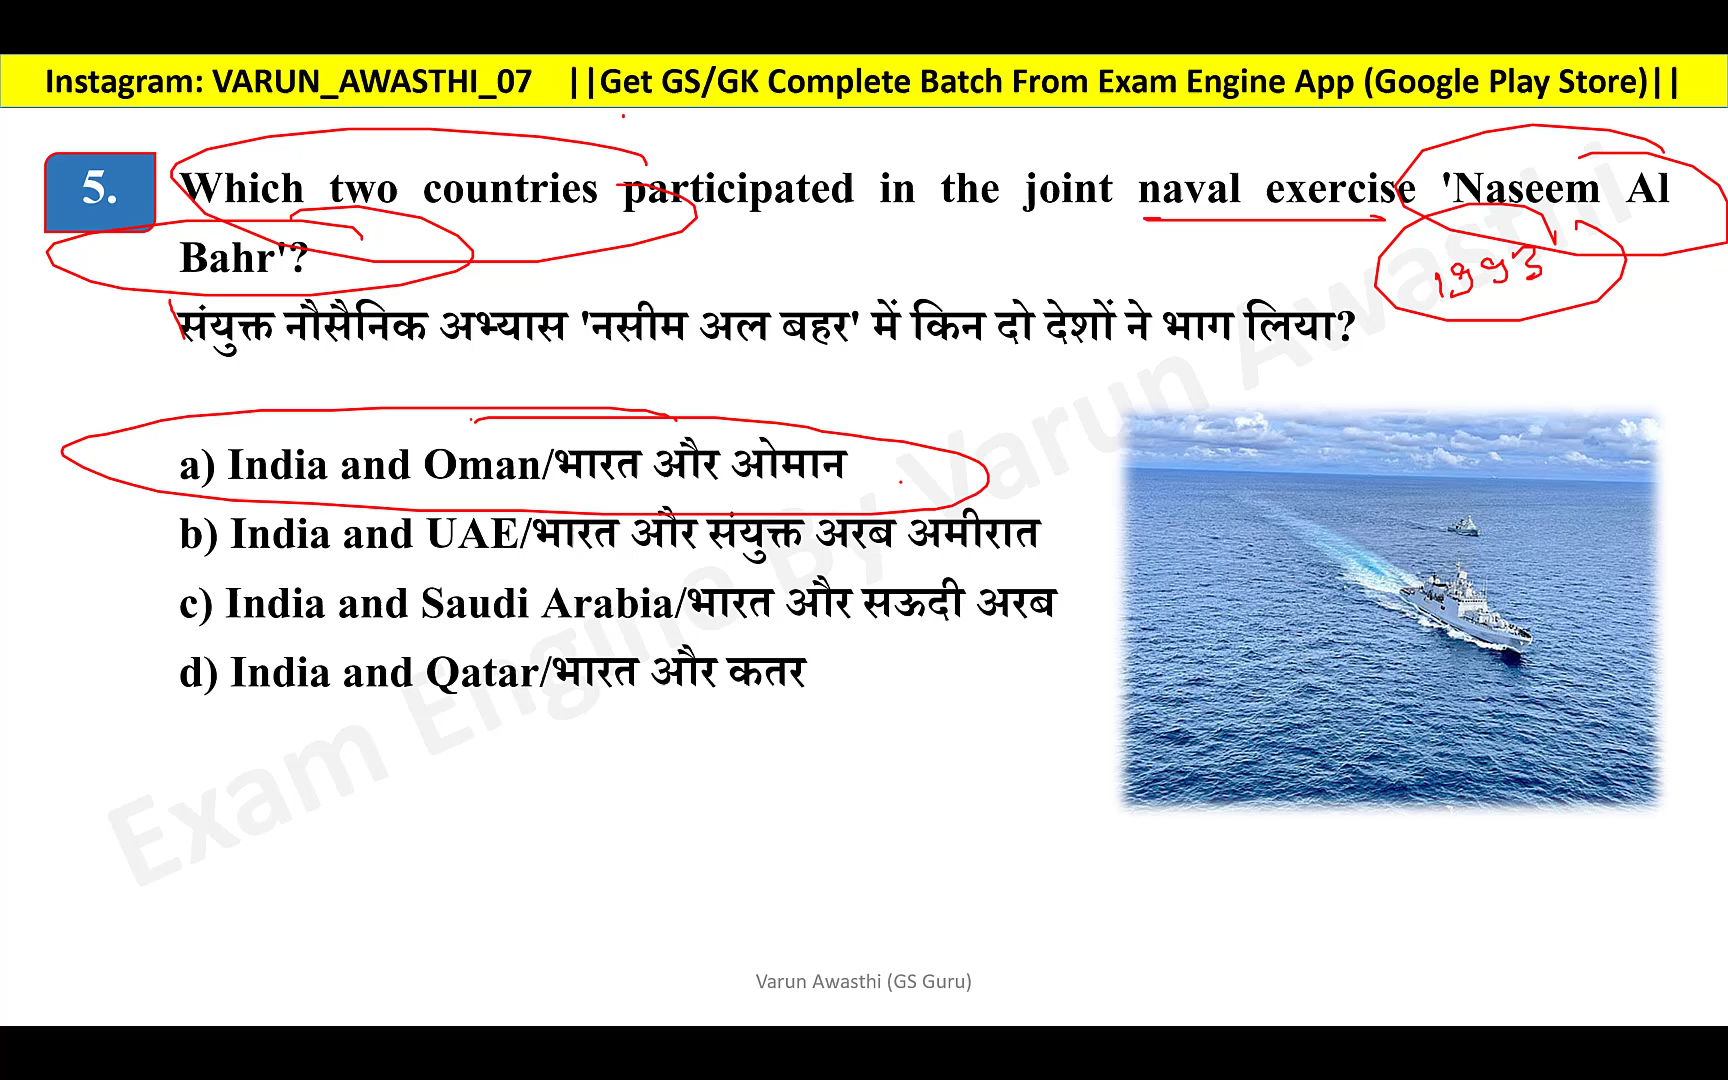 Instagram: VARUN_AWASTHI_07 ||Get GS/GK Complete Batch From Exam Engine App (Google Play Store)||
5. Which two countries participated in the joint naval exercise 'Naseem Al
Bahr'?
1993
संयुक्त नौसैनिक अभ्यास 'नसीम अल बहर' में किन दो देशों ने भाग लिया?
a) India and Oman/भारत और ओमान
b) India and UAE/भारत और संयुक्त अरब अमीरात
c) India and Saudi Arabia/भारत और सऊदी अरब
d) India and Qatar/भारत और कतर
Exam Engine By Varun Awasthi
Varun Awasthi (GS Guru)